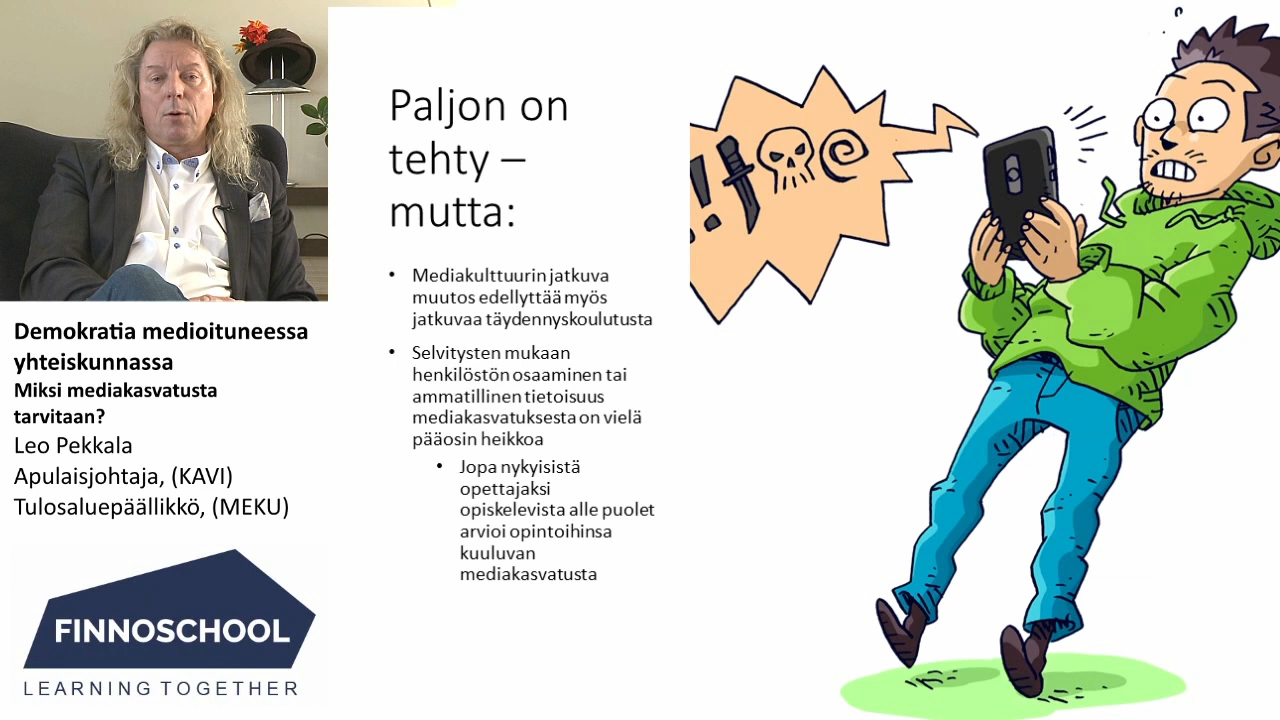 Paljon on
tehty –
mutta:
• Mediakulttuurin jatkuva
muutos edellyttää myös
jatkuvaa täydennyskoulutusta
• Selvitysten mukaan
henkilöstön osaaminen tai
ammatillinen tietoisuus
mediakasvatuksesta on vielä
pääosin heikkoa
• Jopa nykyisistä
opettajaksi
opiskelevista alle puolet
arvioi opintoihinsa
kuuluvan
mediakasvatusta
Demokratia medioituneessa
yhteiskunnassa
Miksi mediakasvatusta
tarvitaan?
Leo Pekkala
Apulaisjohtaja, (KAVI)
Tulosaluepäällikkö, (MEKU)
FINNOSCHOOL
LEARNING TOGETHER